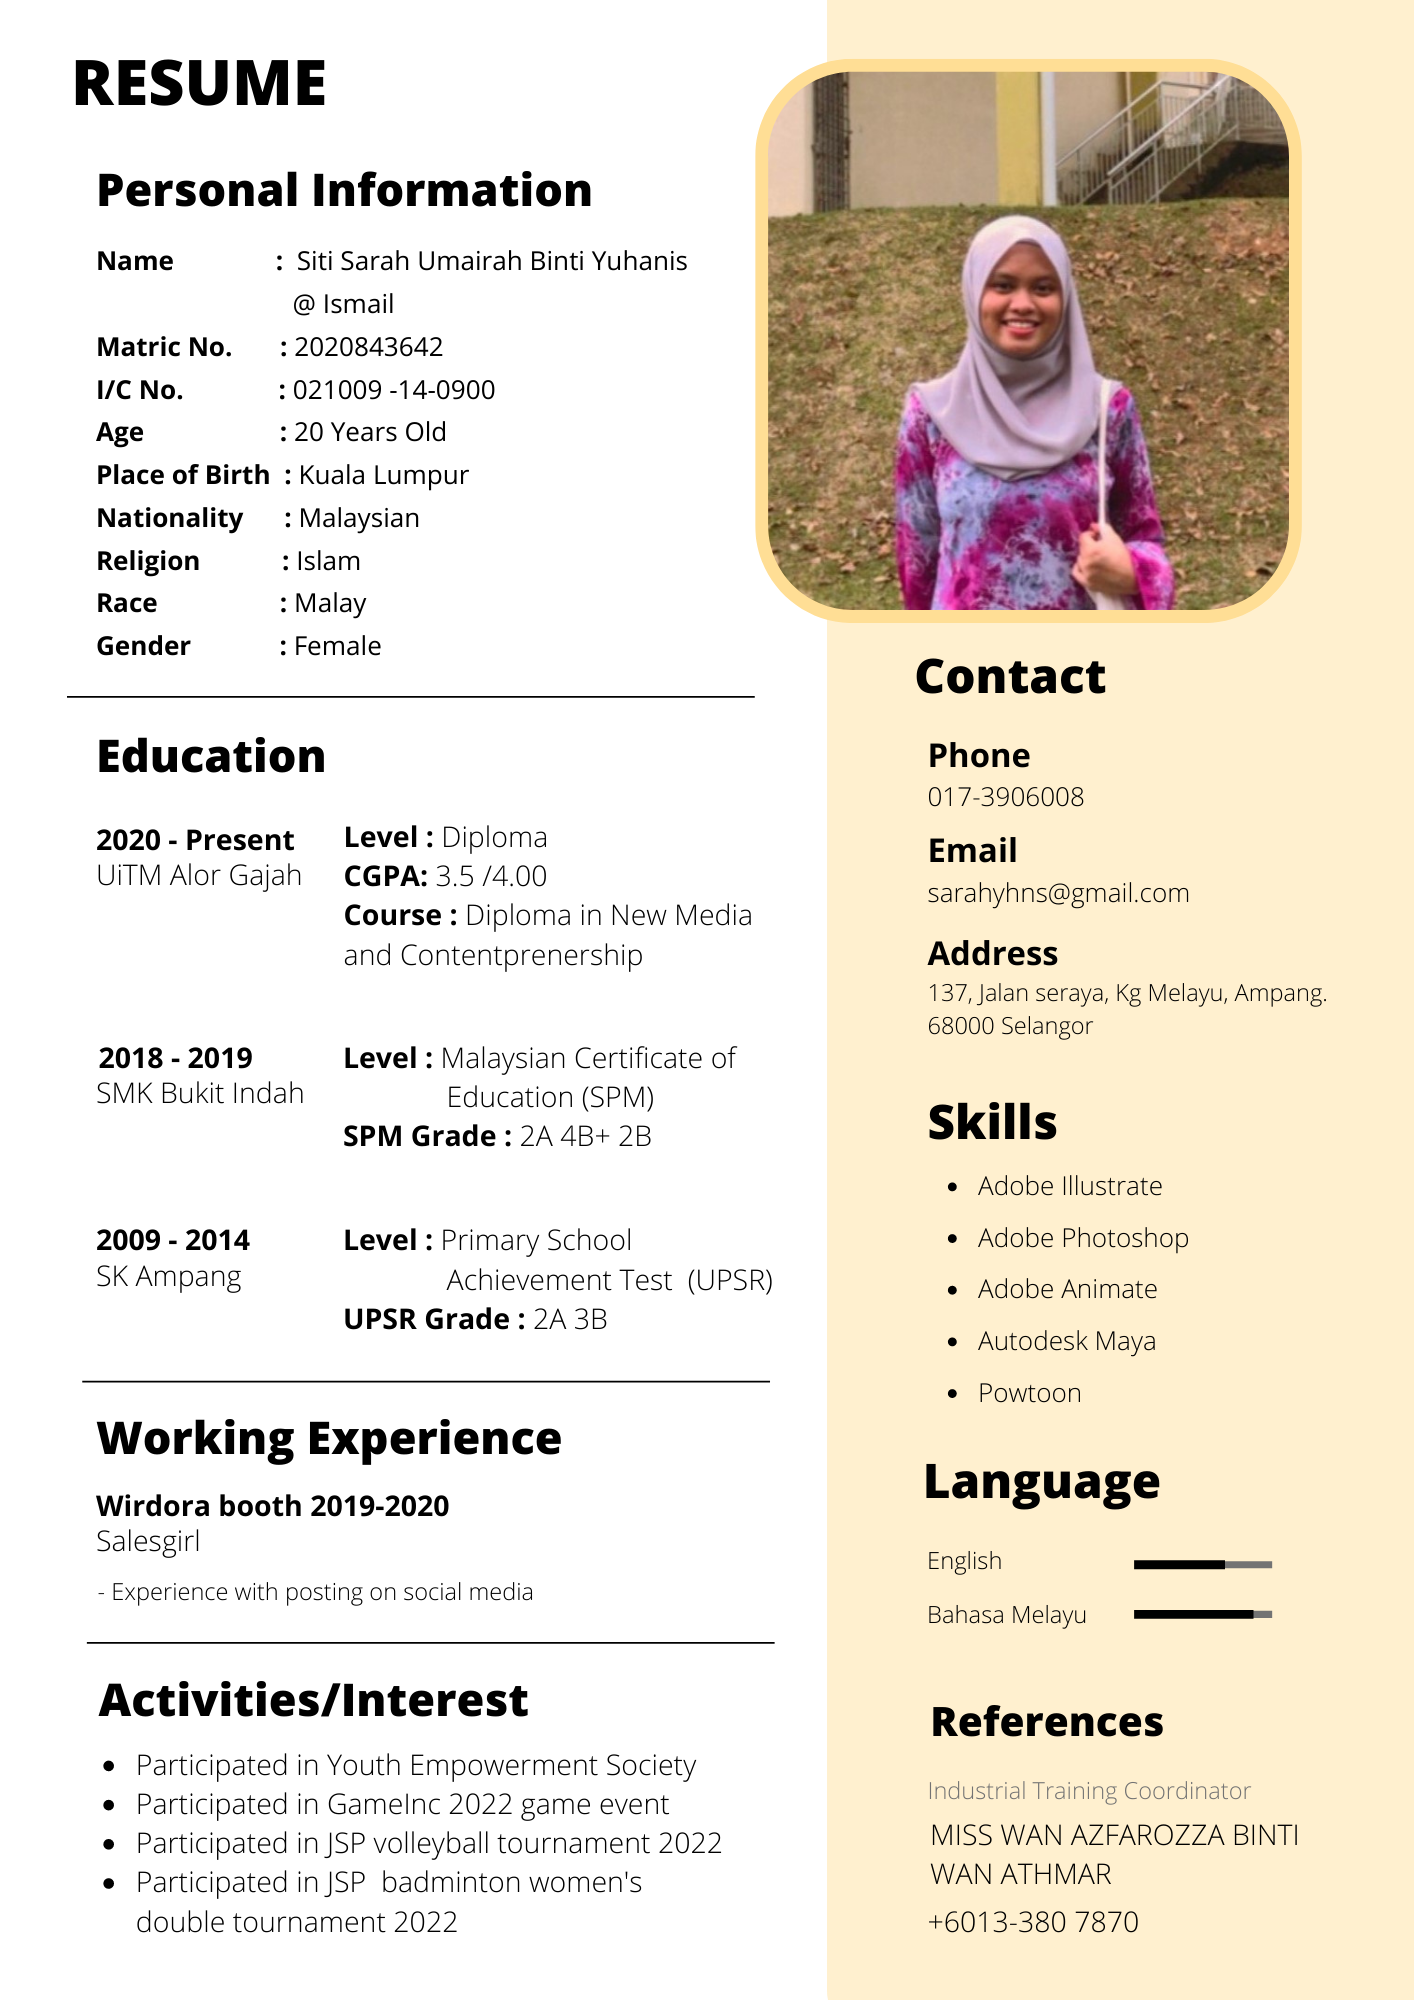 RESUME
Personal Information
Name : Siti Sarah Umairah Binti Yuhanis
@ Ismail
Matric No. : 2020843642
I/C No. : 021009 -14-0900
Age : 20 Years Old
Place of Birth : Kuala Lumpur
Nationality : Malaysian
Religion : Islam
Race : Malay
Gender : Female
Education
2020 - Present
UiTM Alor Gajah
Level : Diploma
CGPA: 3.5 /4.00
Course : Diploma in New Media
and Contentprenership
2018 - 2019
SMK Bukit Indah
Level : Malaysian Certificate of
Education (SPM)
SPM Grade : 2A 4B+ 2B
2009 - 2014
SK Ampang
Level : Primary School
Achievement Test (UPSR)
UPSR Grade : 2A 3B
Working Experience
Wirdora booth 2019-2020
Salesgirl
- Experience with posting on social media
Activities/Interest
• Participated in Youth Empowerment Society
• Participated in GameInc 2022 game event
• Participated in JSP volleyball tournament 2022
• Participated in JSP badminton women's
double tournament 2022
Contact
Phone
017-3906008
Email
sarahyhns@gmail.com
Address
137, Jalan seraya, Kg Melayu, Ampang.
68000 Selangor
Skills
• Adobe Illustrate
• Adobe Photoshop
• Adobe Animate
• Autodesk Maya
• Powtoon
Language
English
Bahasa Melayu
References
Industrial Training Coordinator
MISS WAN AZFAROZZA BINTI
WAN ATHMAR
+6013-380 7870